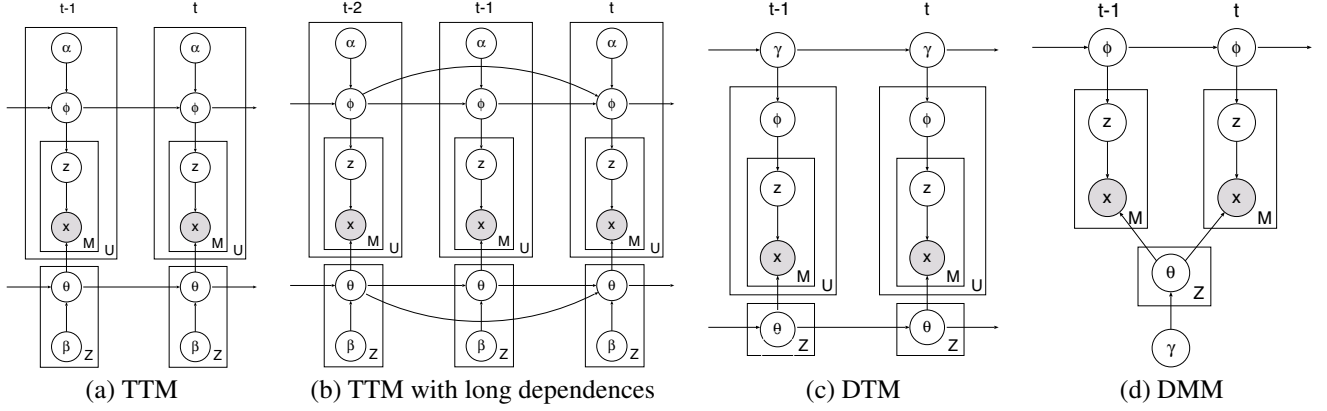 t-1 t
α α
ϕ ϕ
z z
x x
M U M U
θ θ
β β
Z Z
(a) TTM
t-2 t-1 t
α α α
ϕ ϕ ϕ
z z z
x x x
M U M U M U
θ θ θ
β β β
Z Z Z
(b) TTM with long dependences
t-1 t
γ γ
ϕ ϕ
z z
x x
M U M U
θ θ
Z Z
(c) DTM
t-1 t
ϕ ϕ
z z
x x
M M
θ
Z
γ
(d) DMM